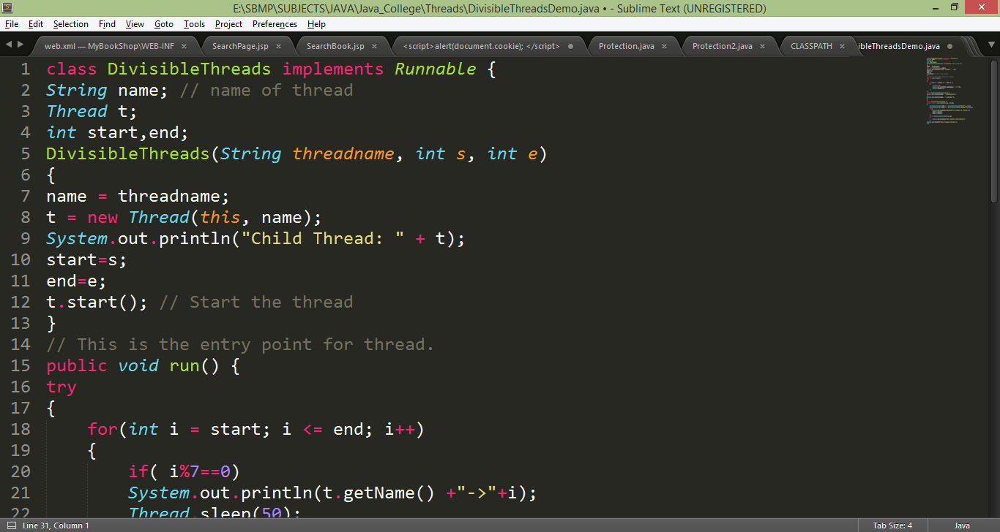 E:\SBMP\SUBJECTS\JAVA\Java_College\Threads\DivisibleThreadsDemo.java • - Sublime Text (UNREGISTERED)
File Edit Selection Find View Goto Tools Project Preferences Help
web.xml — MyBookShop\WEB-INF × SearchPage.jsp × SearchBook.jsp × <script>alert(document.cookie); </script> ● Protection.java × Protection2.java × CLASSPATH × ibleThreadsDemo.java ●
1 class DivisibleThreads implements Runnable {
2 String name; // name of thread
3 Thread t;
4 int start,end;
5 DivisibleThreads(String threadname, int s, int e)
6 {
7 name = threadname;
8 t = new Thread(this, name);
9 System.out.println("Child Thread: " + t);
10 start=s;
11 end=e;
12 t.start(); // Start the thread
13 }
14 // This is the entry point for thread.
15 public void run() {
16 try
17 {
18 for(int i = start; i <= end; i++)
19 {
20 if( i%7==0)
21 System.out.println(t.getName() +"->"+i);
22 Thread.sleep(50);
Line 31, Column 1 Tab Size: 4 Java